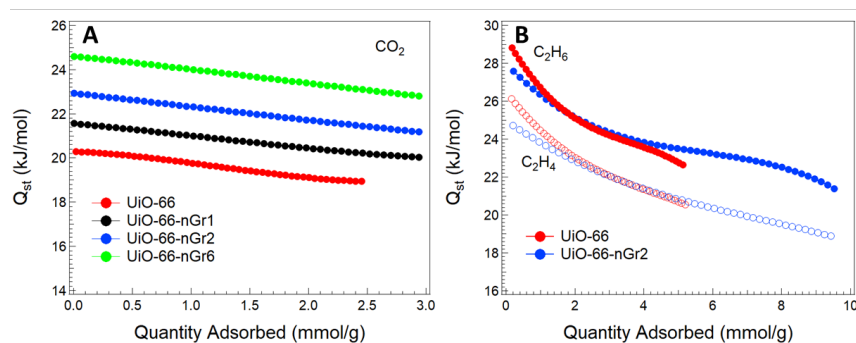 A
CO₂
26
24
22
20
18
16
14
Qst (kJ/mol)
UiO-66
UiO-66-nGr1
UiO-66-nGr2
UiO-66-nGr6
0.0 0.5 1.0 1.5 2.0 2.5 3.0
Quantity Adsorbed (mmol/g)
B
C₂H₆
C₂H₄
30
28
26
24
22
20
18
16
Qst (kJ/mol)
UiO-66
UiO-66-nGr2
0 2 4 6 8 10
Quantity Adsorbed (mmol/g)